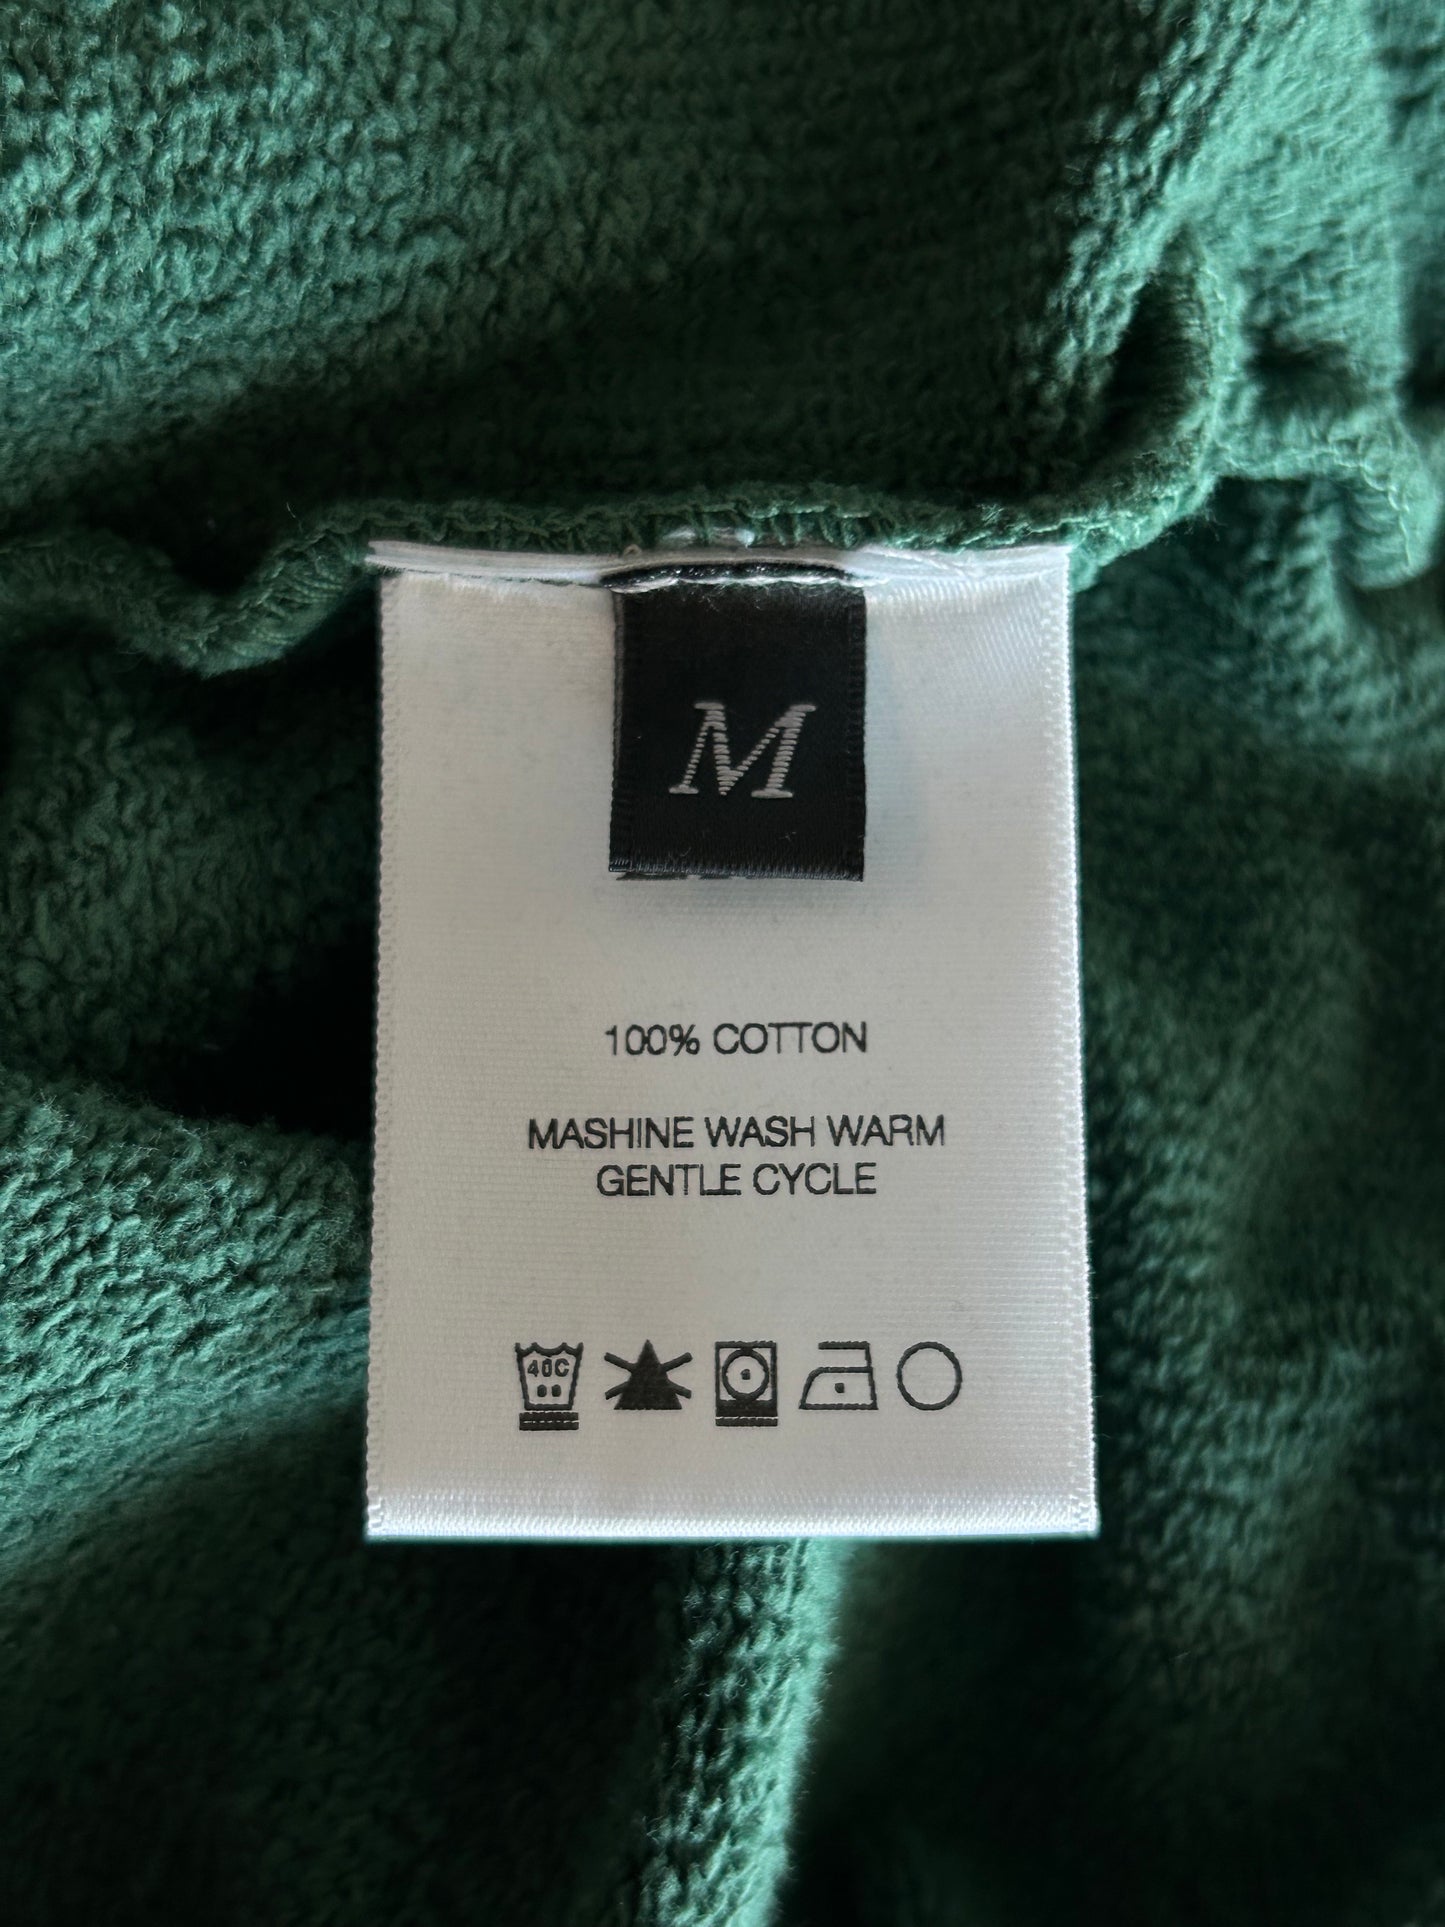 M
100% COTTON
MASHINE WASH WARM
GENTLE CYCLE
40C